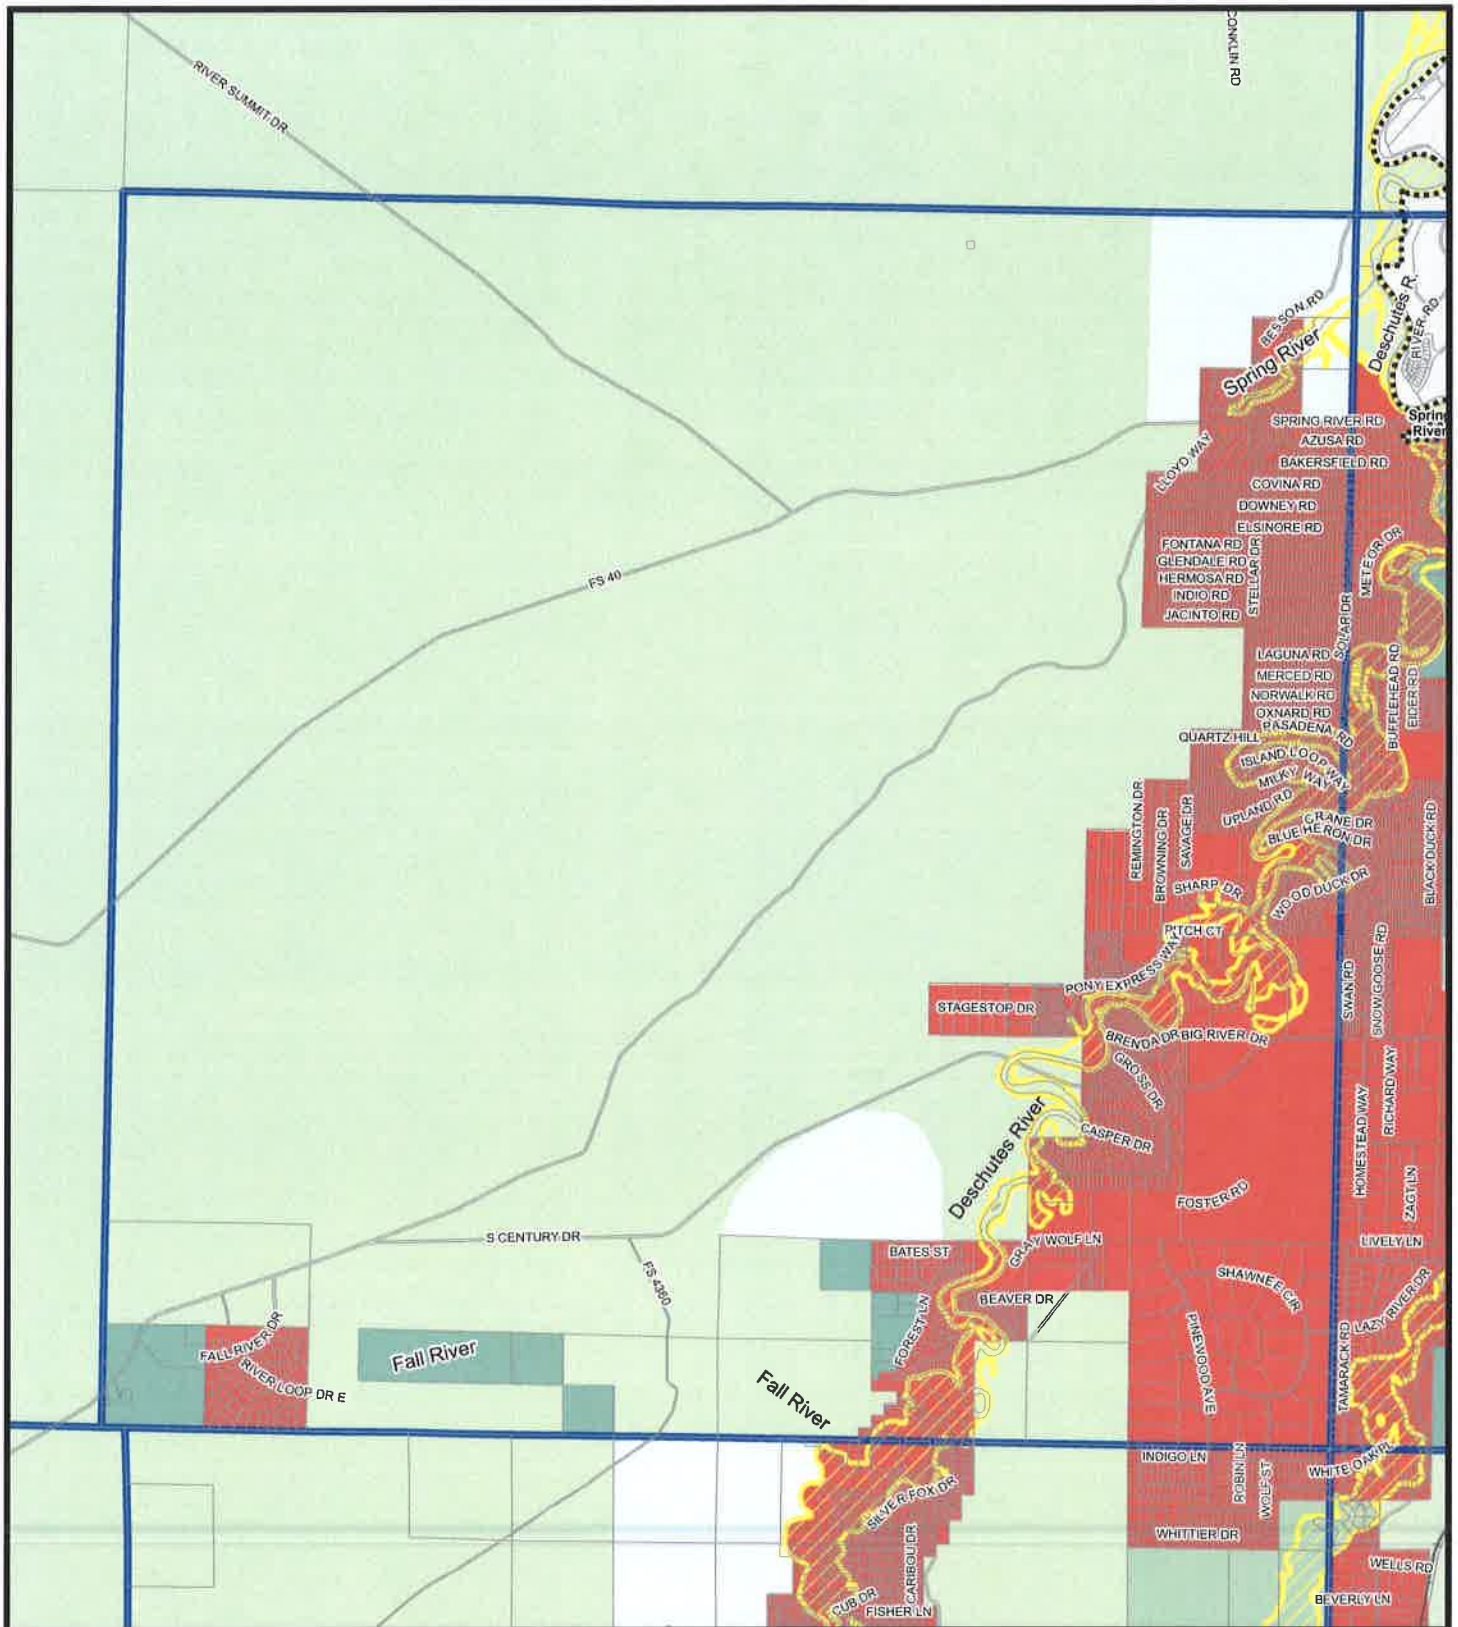 CONKLIN RD
RIVER SUMMIT DR
BESSON RD
Spring River
Deschutes R.
RIVER RD
Spring
River
SPRING RIVER RD
AZUSA RD
LLOYD WAY
BAKERSFIELD RD
COVINA RD
DOWNEY RD
ELSINORE RD
FONTANA RD
GLENDALE RD
HERMOSA RD
INDIO RD
JACINTO RD
STELLAR DR
METEOR DR
FS 40
SOLAR DR
LAGUNA RD
MERCED RD
NORWALK RD
OXNARD RD
PASADENA RD
BUFFLEHEAD RD
EIDER RD
QUARTZ HILL
ISLAND LOOP WAY
MILKY WAY
UPLAND RD
CRANE DR
BLUE HERON DR
REMINGTON DR
BROWNING DR
SAVAGE DR
BLACK DUCK RD
SHARP DR
WOOD DUCK DR
PITCH CT
PONY EXPRESS WAY
SWAN RD
SNOW GOOSE RD
STAGESTOP DR
BRENDA DR
BIG RIVER DR
GROSS DR
RICHARD WAY
HOMESTEAD WAY
Deschutes River
CASPER DR
FOSTER RD
ZAGT LN
S CENTURY DR
BATES ST
GRAY WOLF LN
LIVELY LN
FS 4360
SHAWNEE CIR
BEAVER DR
LAZY RIVER DR
FOREST LN
PINEWOOD AVE
TAMARACK RD
FALL RIVER DR
RIVER LOOP DR E
Fall River
Fall River
INDIGO LN
ROBIN LN
WOLF ST
WHITE OAK PL
SILVER FOX DR
CARIBOU DR
WHITTIER DR
WELLS RD
CUB DR
FISHER LN
BEVERLY LN